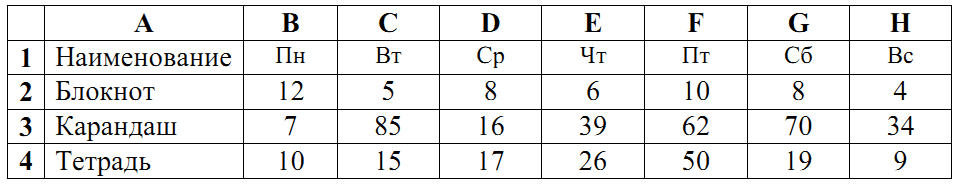 A B C D E F G H
1 Наименование Пн Вт Ср Чт Пт Сб Вс
2 Блокнот 12 5 8 6 10 8 4
3 Карандаш 7 85 16 39 62 70 34
4 Тетрадь 10 15 17 26 50 19 9